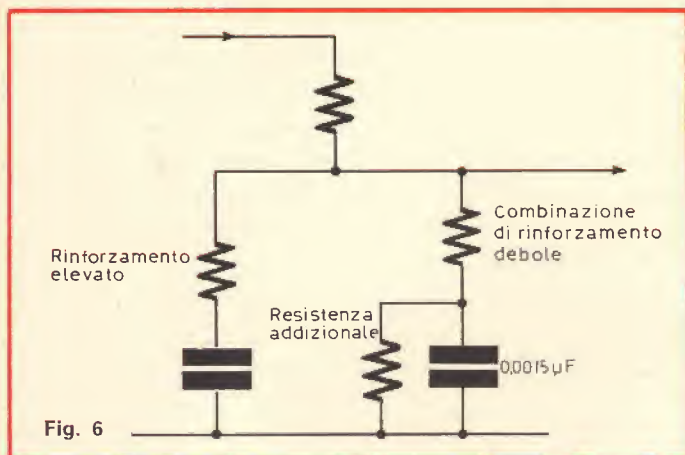 Combinazione
di rinforzamento
debole
Rinforzamento
elevato
Resistenza
addizionale
0,0015µF
Fig. 6